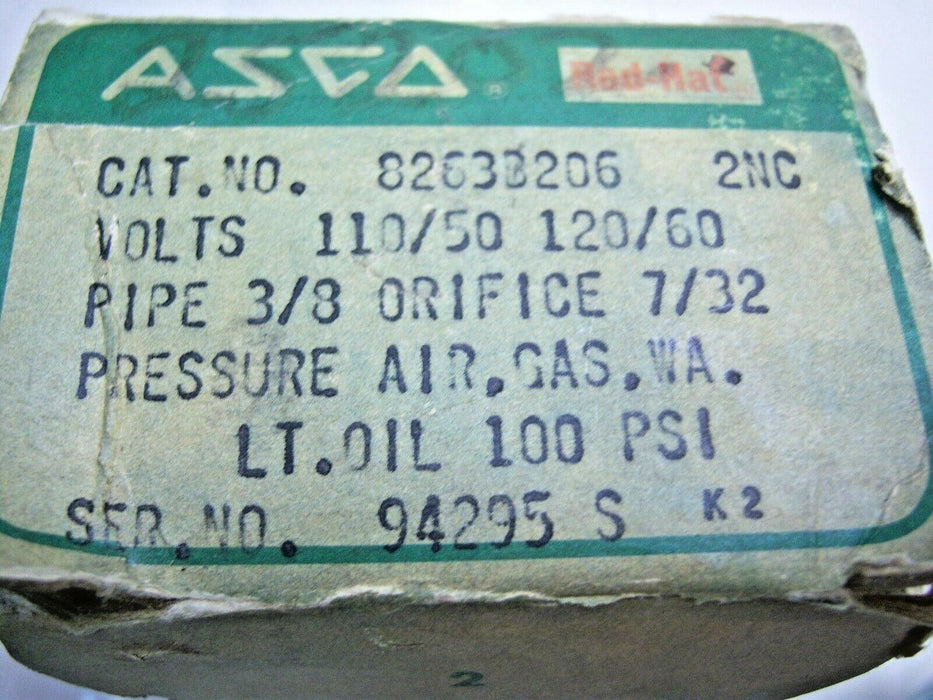 ASCO® Red-Hat
CAT.NO. 8263B206 2NC
VOLTS 110/50 120/60
PIPE 3/8 ORIFICE 7/32
PRESSURE AIR,GAS,WA.
LT.OIL 100 PSI
SER.NO. 94295 S K2
2